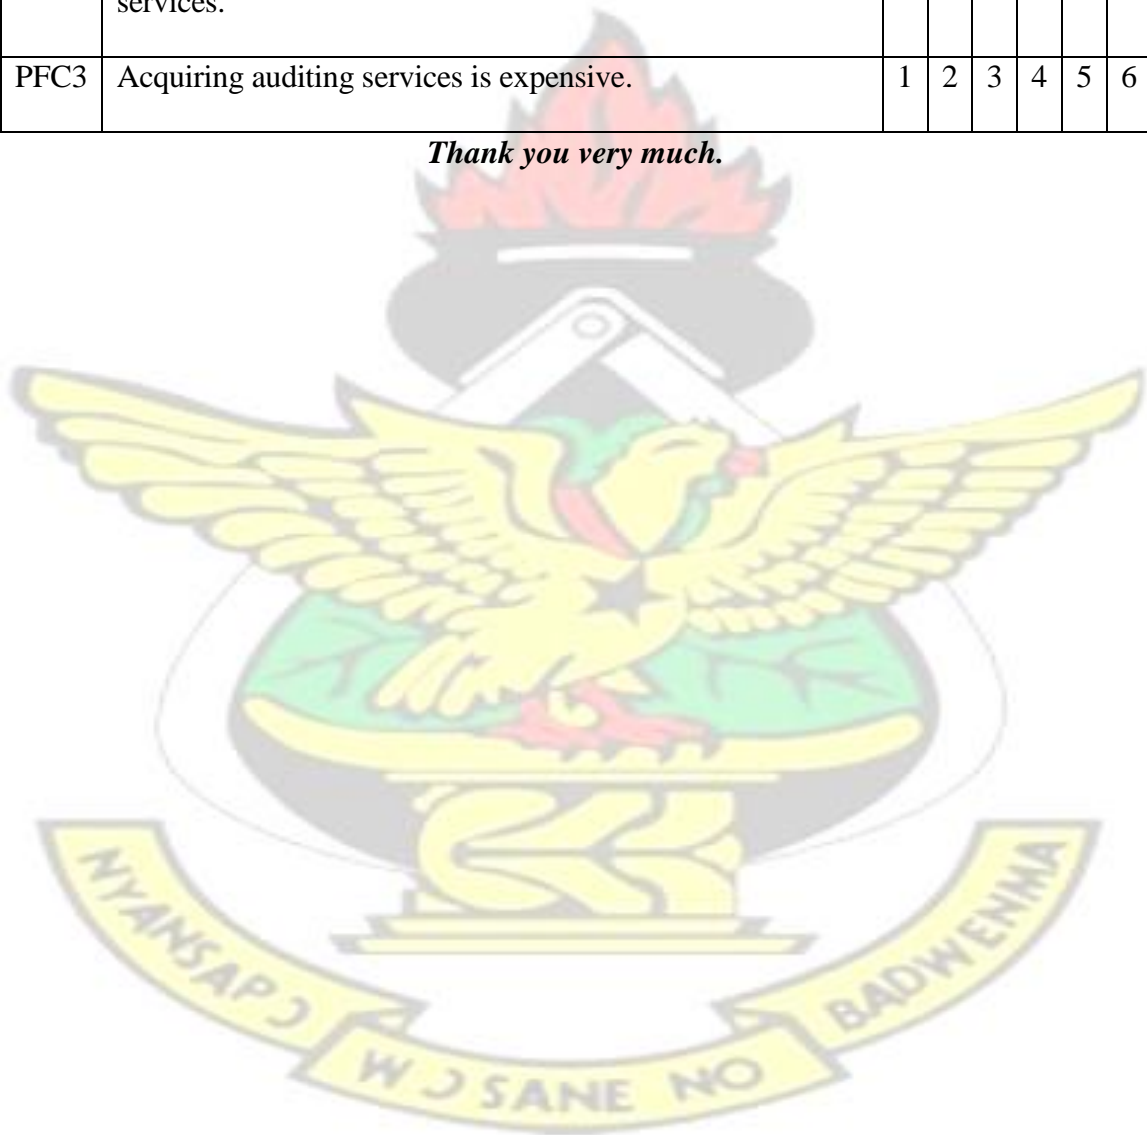 services.
PFC3 Acquiring auditing services is expensive. 1 2 3 4 5 6
Thank you very much.
NYANSAPƆ
WƆSANE NO
BADWENMA